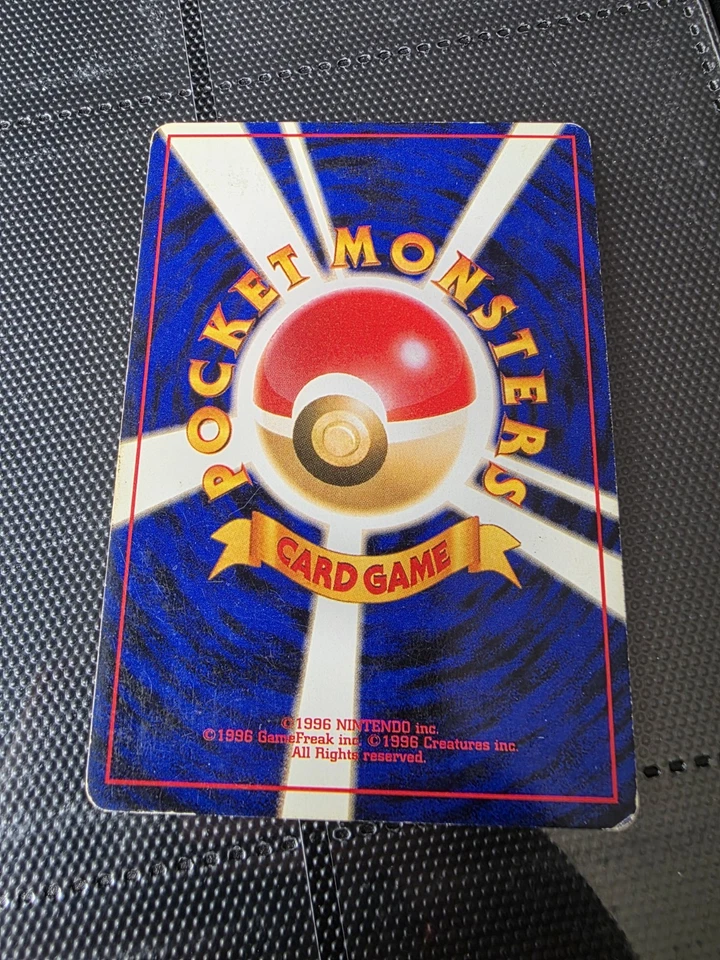 POCKET MONSTERS
CARD GAME
©1996 NINTENDO inc.
©1996 GameFreak inc. ©1996 Creatures inc.
All Rights reserved.